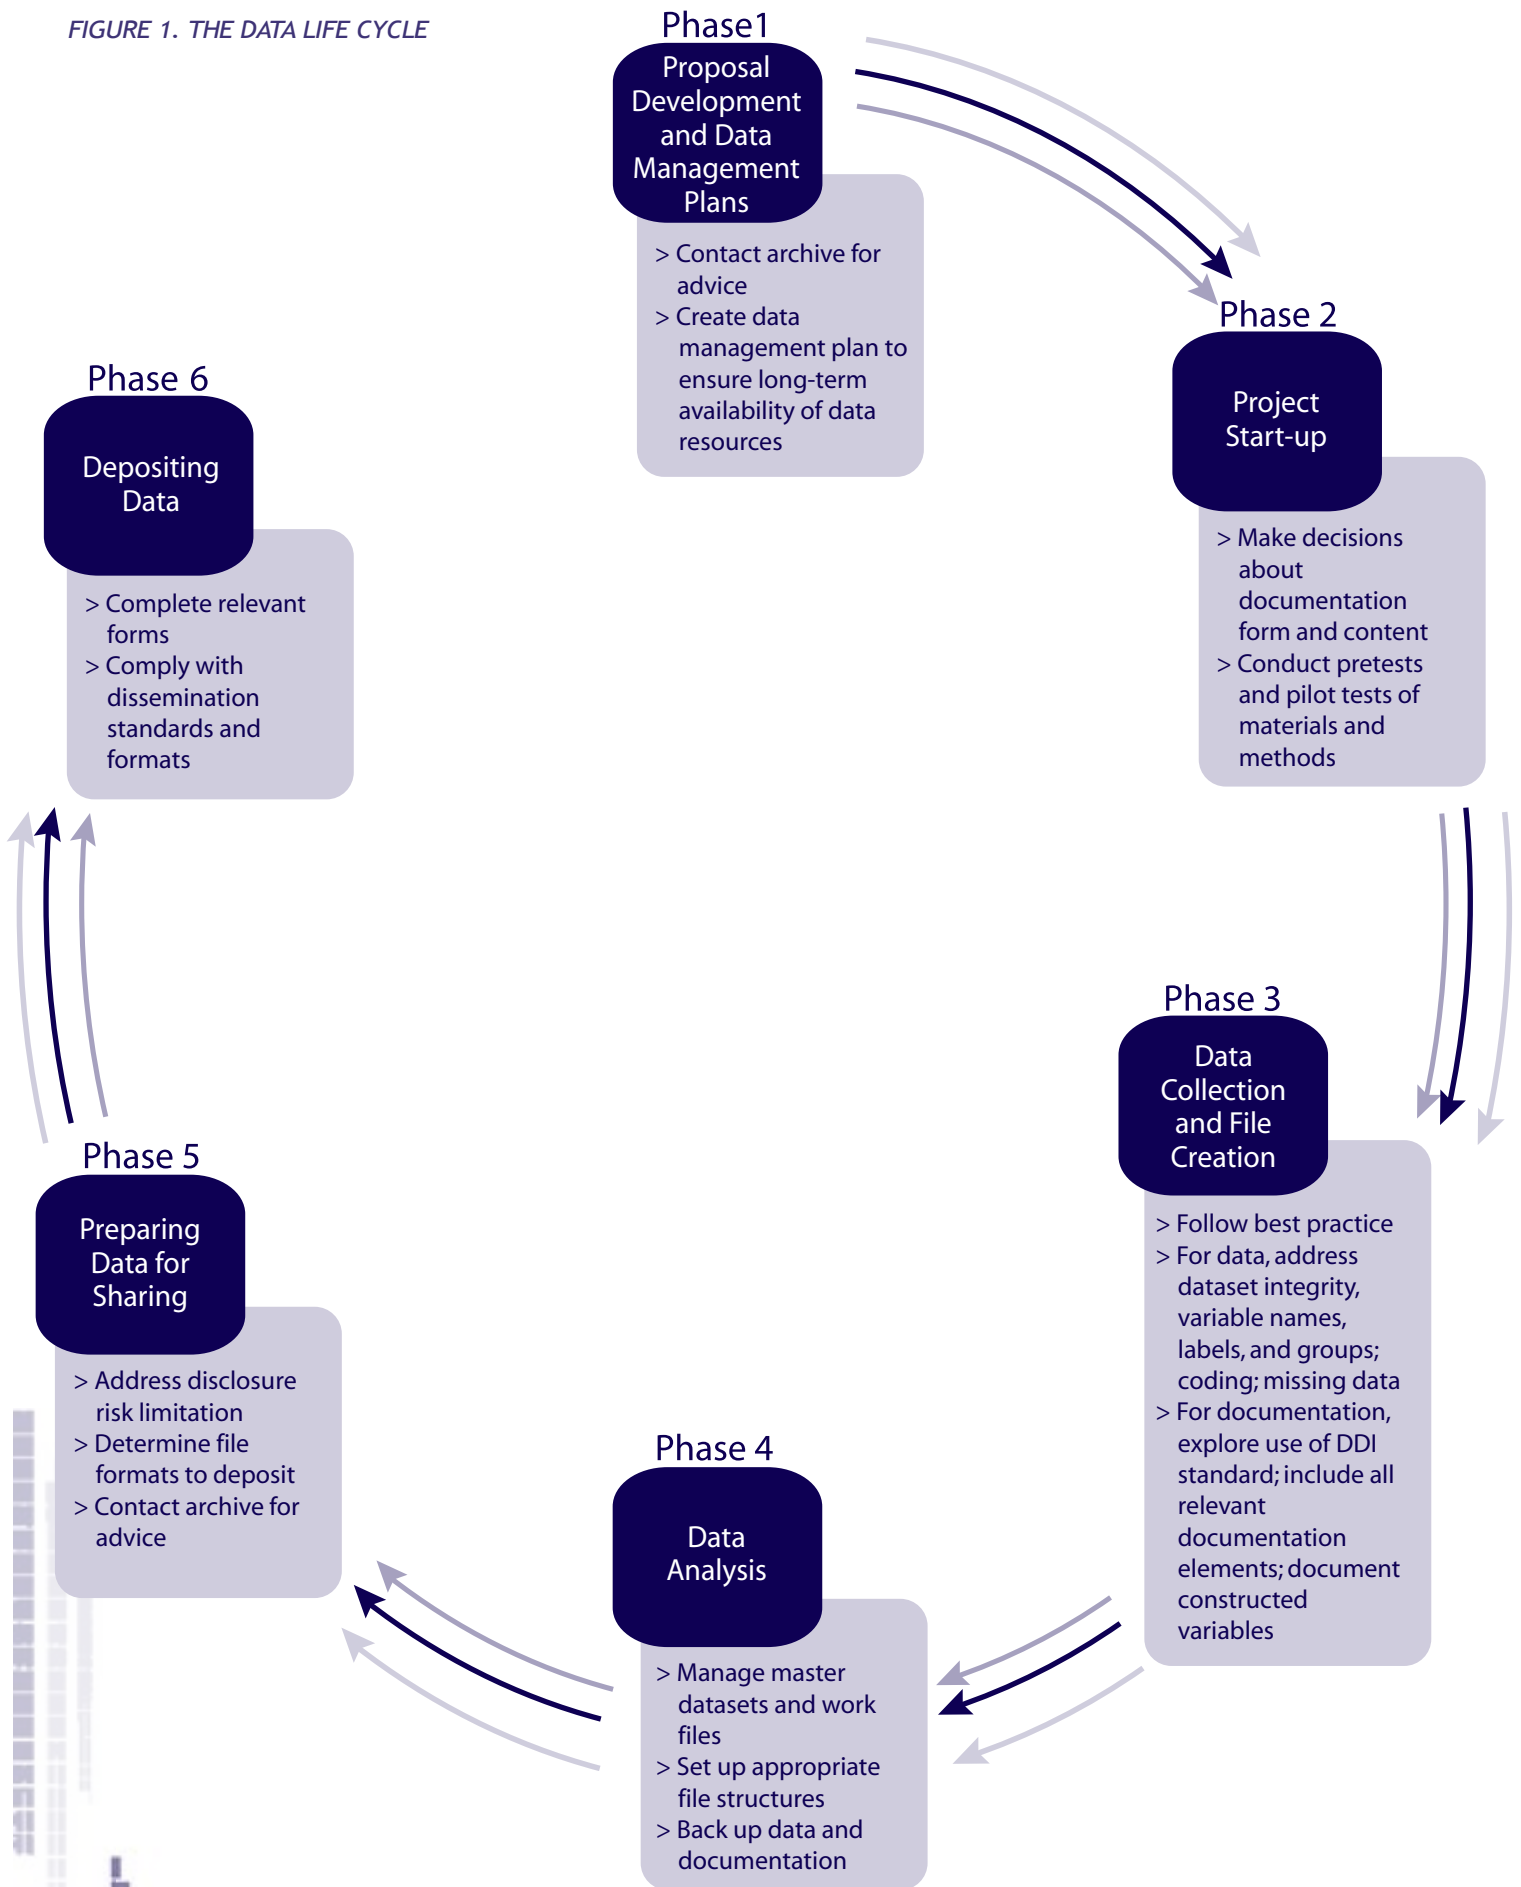 FIGURE 1. THE DATA LIFE CYCLE
Phase1
Proposal
Development
and Data
Management
Plans
> Contact archive for
advice
> Create data
management plan to
ensure long-term
availability of data
resources
Phase 2
Project
Start-up
> Make decisions
about
documentation
form and content
> Conduct pretests
and pilot tests of
materials and
methods
Phase 3
Data
Collection
and File
Creation
> Follow best practice
> For data, address
dataset integrity,
variable names,
labels, and groups;
coding; missing data
> For documentation,
explore use of DDI
standard; include all
relevant
documentation
elements; document
constructed
variables
Phase 4
Data
Analysis
> Manage master
datasets and work
files
> Set up appropriate
file structures
> Back up data and
documentation
Phase 5
Preparing
Data for
Sharing
> Address disclosure
risk limitation
> Determine file
formats to deposit
> Contact archive for
advice
Phase 6
Depositing
Data
> Complete relevant
forms
> Comply with
dissemination
standards and
formats